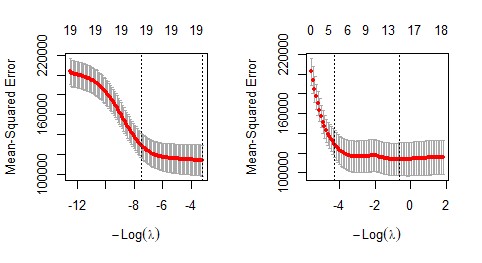 19 19 19 19 19
Mean-Squared Error
100000 160000 220000
-12 -10 -8 -6 -4
−Log(λ)
0 5 6 9 13 17 18
Mean-Squared Error
100000 160000 220000
-4 -2 0 2
−Log(λ)